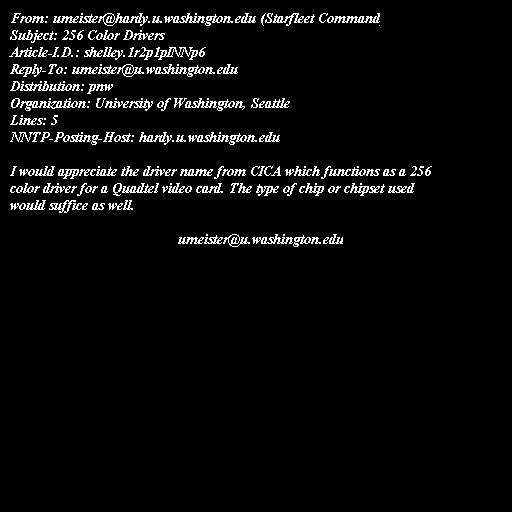 From: umeister@hardy.u.washington.edu (Starfleet Command)
Subject: 256 Color Drivers
Article-I.D.: shelley.1r2p1pINNp6
Reply-To: umeister@u.washington.edu
Distribution: pnw
Organization: University of Washington, Seattle
Lines: 5
NNTP-Posting-Host: hardy.u.washington.edu
I would appreciate the driver name from CICA which functions as a 256
color driver for a Quadtel video card. The type of chip or chipset used
would suffice as well.
umeister@u.washington.edu